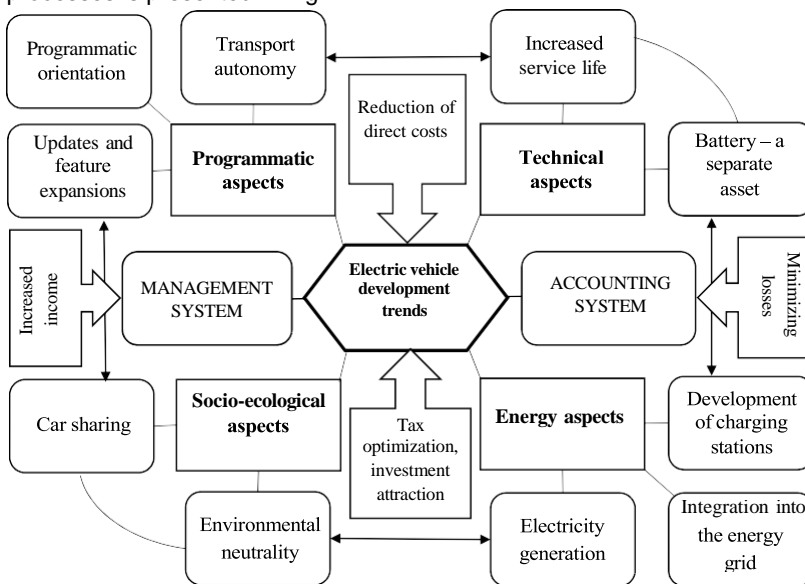 Programmatic
orientation
Transport
autonomy
Increased
service life
Reduction of
direct costs
Updates and
feature
expansions
Programmatic
aspects
Technical
aspects
Battery – a
separate
asset
Increased
income
MANAGEMENT
SYSTEM
Electric vehicle
development
trends
ACCOUNTING
SYSTEM
Minimizing
losses
Car sharing
Socio-ecological
aspects
Tax
optimization,
investment
attraction
Energy aspects
Development
of charging
stations
Environmental
neutrality
Electricity
generation
Integration into
the energy
grid